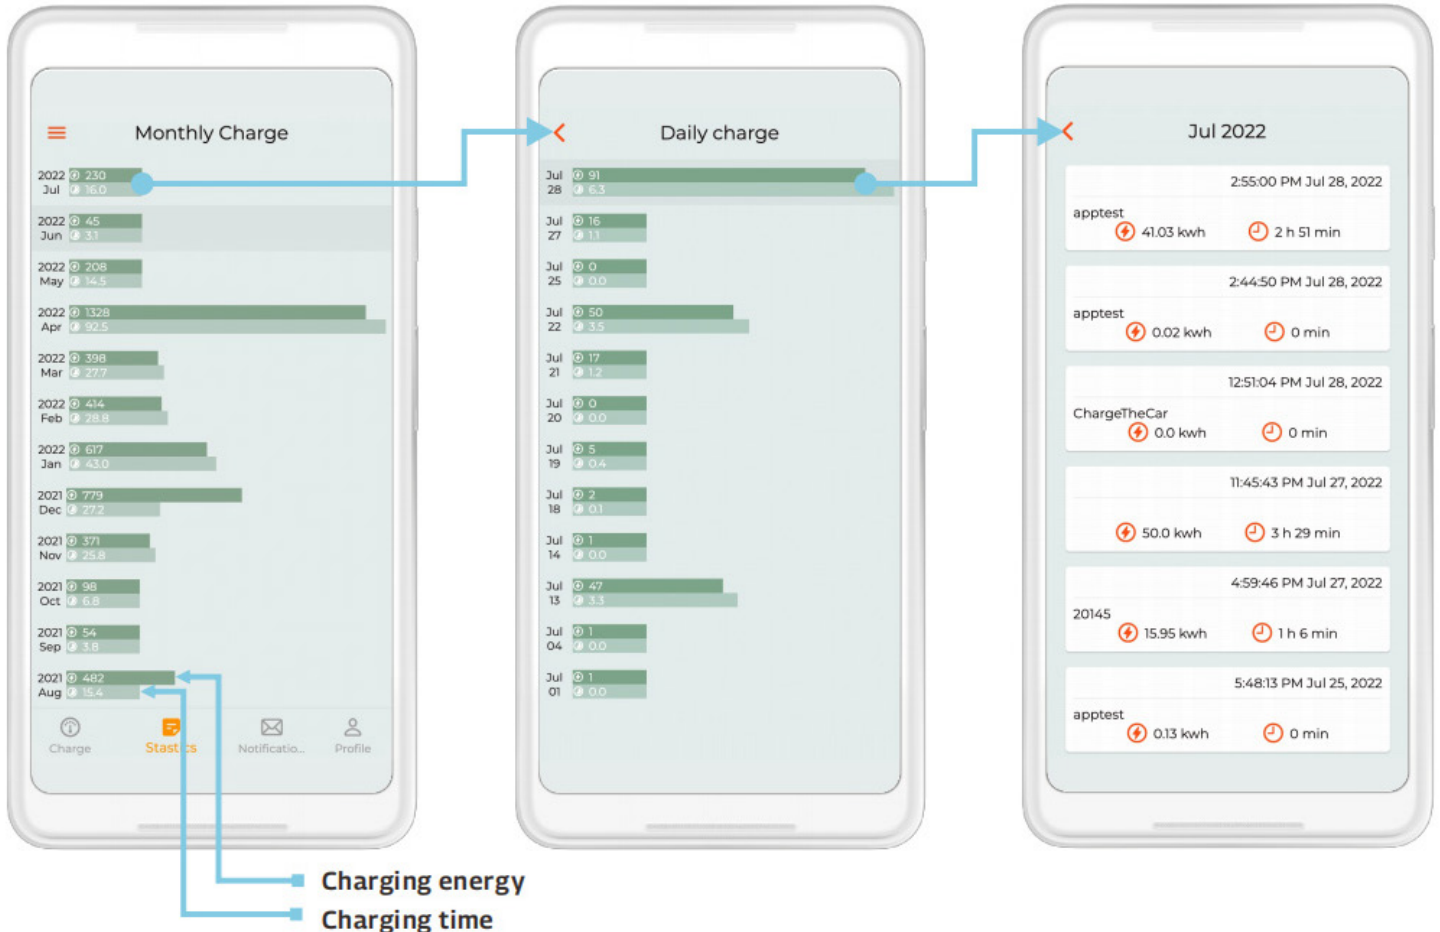 Monthly Charge
2022 230
Jul 16.0
2022 45
Jun 3.1
2022 208
May 14.5
2022 1328
Apr 92.5
2022 398
Mar 27.7
2022 414
Feb 28.8
2022 617
Jan 43.0
2021 779
Dec 27.2
2021 371
Nov 25.8
2021 98
Oct 6.8
2021 54
Sep 3.8
2021 482
Aug 15.4
Charge Stastics Notificatio... Profile
Charging energy
Charging time
Daily charge
Jul 91
28 6.3
Jul 16
27 1.1
Jul 0
25 0.0
Jul 50
22 3.5
Jul 17
21 1.2
Jul 0
20 0.0
Jul 5
19 0.4
Jul 2
18 0.1
Jul 1
14 0.0
Jul 47
13 3.3
Jul 1
04 0.0
Jul 1
01 0.0
Jul 2022
2:55:00 PM Jul 28, 2022
apptest
41.03 kwh 2 h 51 min
2:44:50 PM Jul 28, 2022
apptest
0.02 kwh 0 min
12:51:04 PM Jul 28, 2022
ChargeTheCar
0.0 kwh 0 min
11:45:43 PM Jul 27, 2022
50.0 kwh 3 h 29 min
4:59:46 PM Jul 27, 2022
20145
15.95 kwh 1 h 6 min
5:48:13 PM Jul 25, 2022
apptest
0.13 kwh 0 min